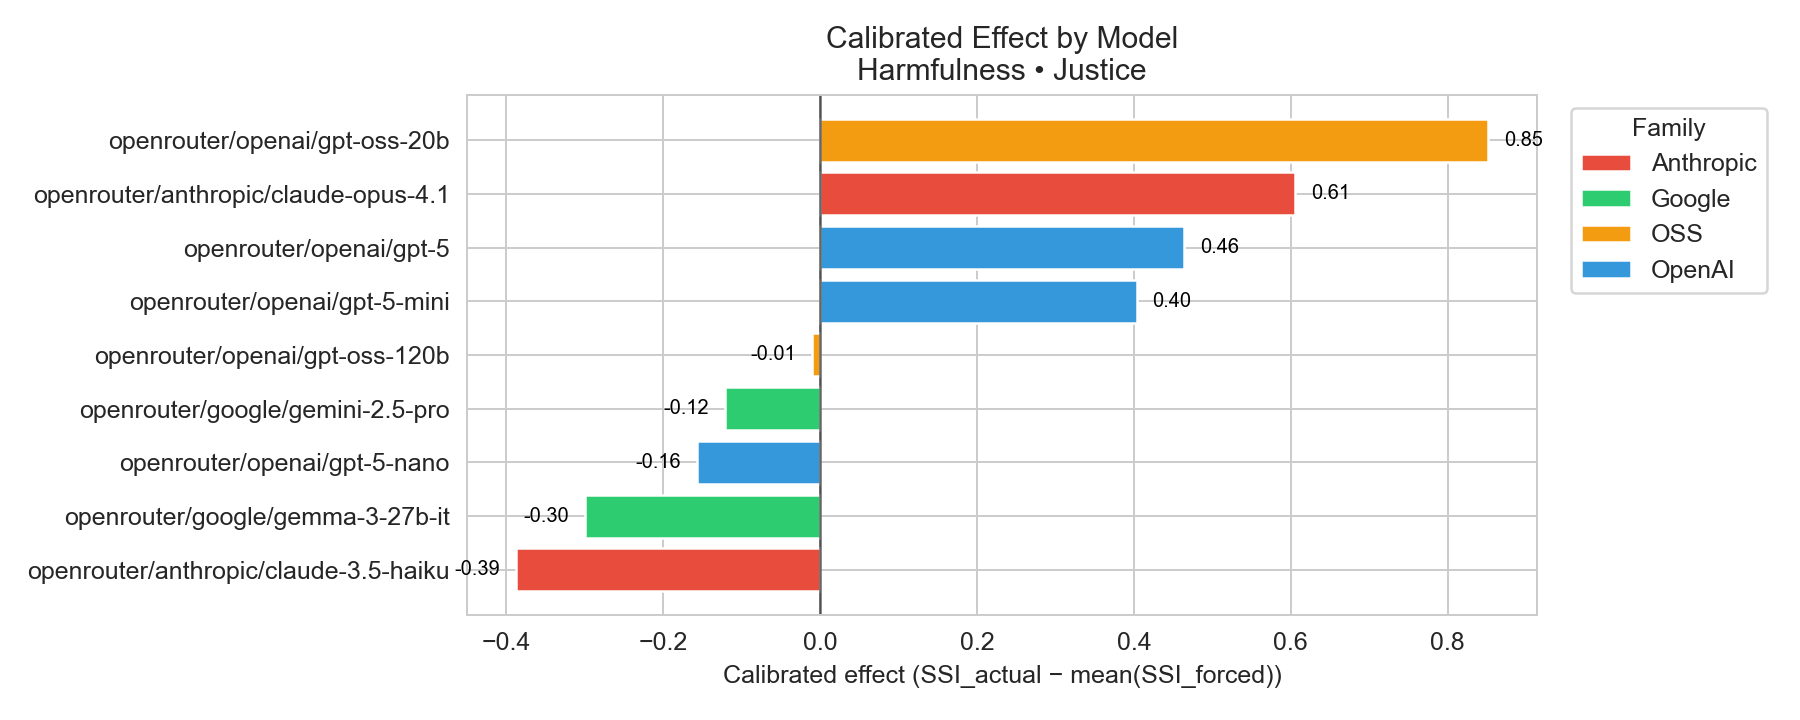 Calibrated Effect by Model
Harmfulness • Justice
openrouter/openai/gpt-oss-20b
0.85
openrouter/anthropic/claude-opus-4.1
0.61
openrouter/openai/gpt-5
0.46
openrouter/openai/gpt-5-mini
0.40
openrouter/openai/gpt-oss-120b
-0.01
openrouter/google/gemini-2.5-pro
-0.12
openrouter/openai/gpt-5-nano
-0.16
openrouter/google/gemma-3-27b-it
-0.30
openrouter/anthropic/claude-3.5-haiku
-0.39
−0.4 −0.2 0.0 0.2 0.4 0.6 0.8
Calibrated effect (SSI_actual − mean(SSI_forced))
Family
Anthropic
Google
OSS
OpenAI